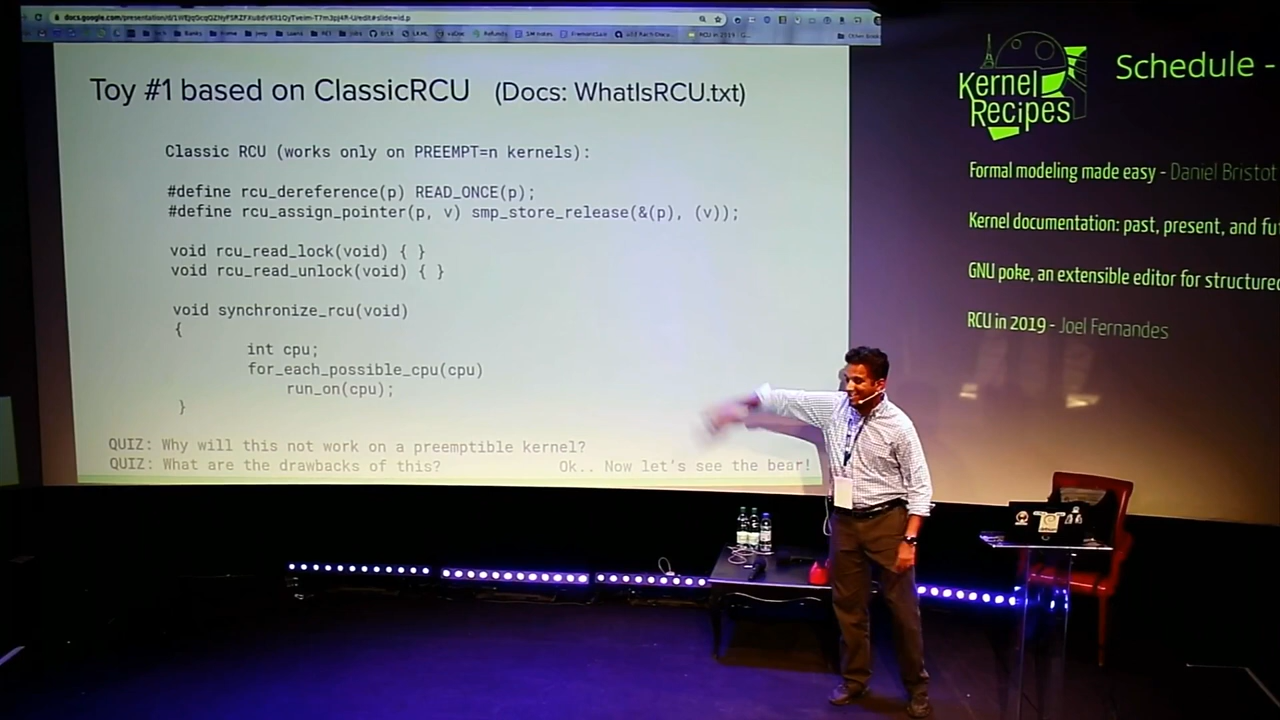 docs.google.com/presentation/d/
Toy #1 based on ClassicRCU (Docs: WhatIsRCU.txt)
Classic RCU (works only on PREEMPT=n kernels):
#define rcu_dereference(p) READ_ONCE(p);
#define rcu_assign_pointer(p, v) smp_store_release(&(p), (v));
void rcu_read_lock(void) { }
void rcu_read_unlock(void) { }
void synchronize_rcu(void)
{
int cpu;
for_each_possible_cpu(cpu)
run_on(cpu);
}
QUIZ: Why will this not work on a preemptible kernel?
QUIZ: What are the drawbacks of this?
Ok.. Now let's see the bear!
Kernel
Recipes
Schedule -
Formal modeling made easy - Daniel Bristot
Kernel documentation: past, present, and fu
GNU poke, an extensible editor for structured
RCU in 2019 - Joel Fernandes